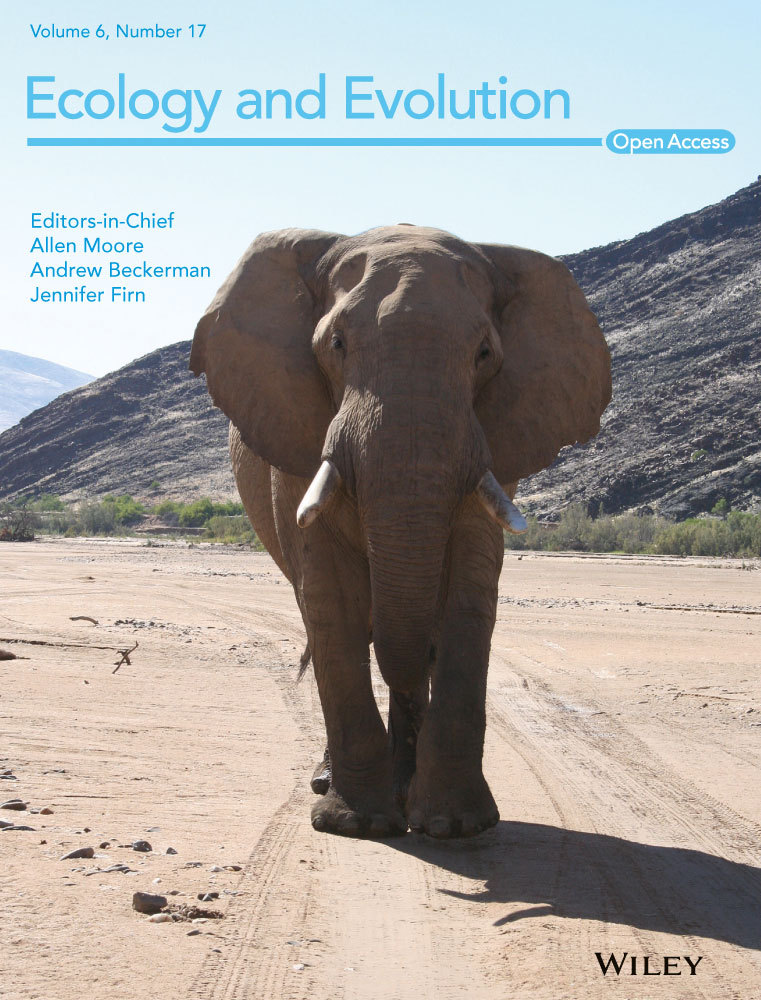 Volume 6, Number 17
Ecology and Evolution
Open Access
Editors-in-Chief
Allen Moore
Andrew Beckerman
Jennifer Firn
WILEY